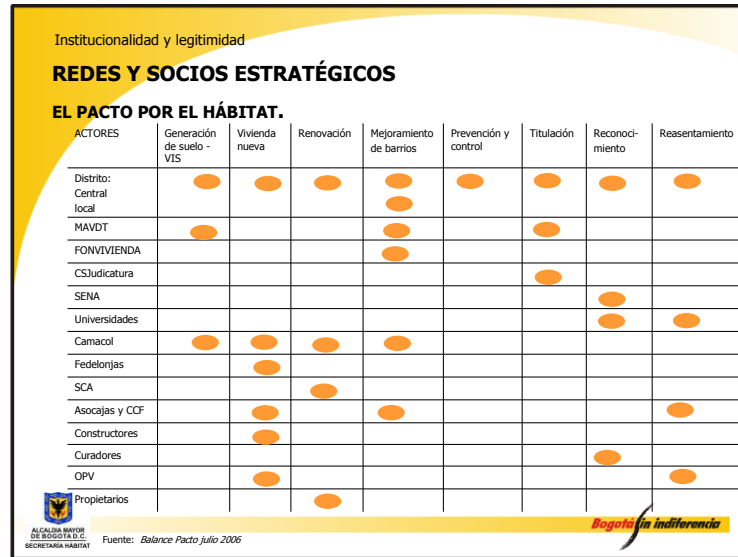 Institucionalidad y legitimidad
REDES Y SOCIOS ESTRATÉGICOS
EL PACTO POR EL HÁBITAT.
ACTORES
Generación
de suelo -
VIS
Vivienda
nueva
Renovación
Mejoramiento
de barrios
Prevención y
control
Titulación
Reconoci-
miento
Reasentamiento
Distrito:
Central
local
MAVDT
FONVIVIENDA
CSJudicatura
SENA
Universidades
Camacol
Fedelonjas
SCA
Asocajas y CCF
Constructores
Curadores
OPV
Propietarios
ALCALDIA MAYOR
DE BOGOTA D.C.
SECRETARÍA HÁBITAT
Fuente: Balance Pacto julio 2006
Bogotá sin indiferencia